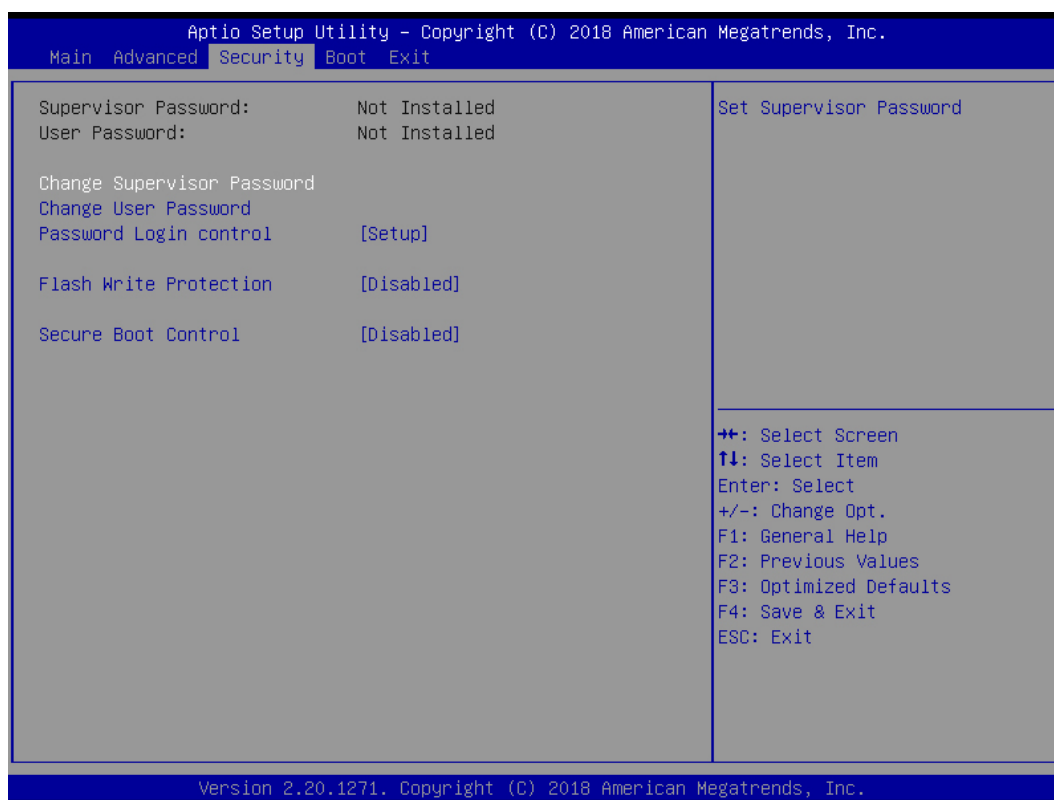 Aptio Setup Utility – Copyright (C) 2018 American Megatrends, Inc.
Main Advanced Security Boot Exit
Supervisor Password: Not Installed
User Password: Not Installed
Change Supervisor Password
Change User Password
Password Login control [Setup]
Flash Write Protection [Disabled]
Secure Boot Control [Disabled]
Set Supervisor Password
→←: Select Screen
↑↓: Select Item
Enter: Select
+/-: Change Opt.
F1: General Help
F2: Previous Values
F3: Optimized Defaults
F4: Save & Exit
ESC: Exit
Version 2.20.1271. Copyright (C) 2018 American Megatrends, Inc.